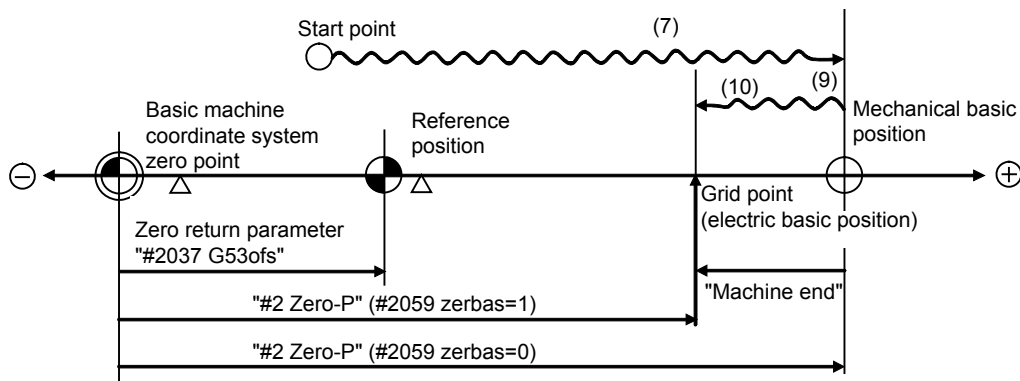 Start point
(7)
(10)
(9)
Basic machine
coordinate system
zero point
Reference
position
Mechanical basic
position
−
+
Grid point
(electric basic position)
Zero return parameter
"#2037 G53ofs"
"Machine end"
"#2 Zero-P" (#2059 zerbas=1)
"#2 Zero-P" (#2059 zerbas=0)